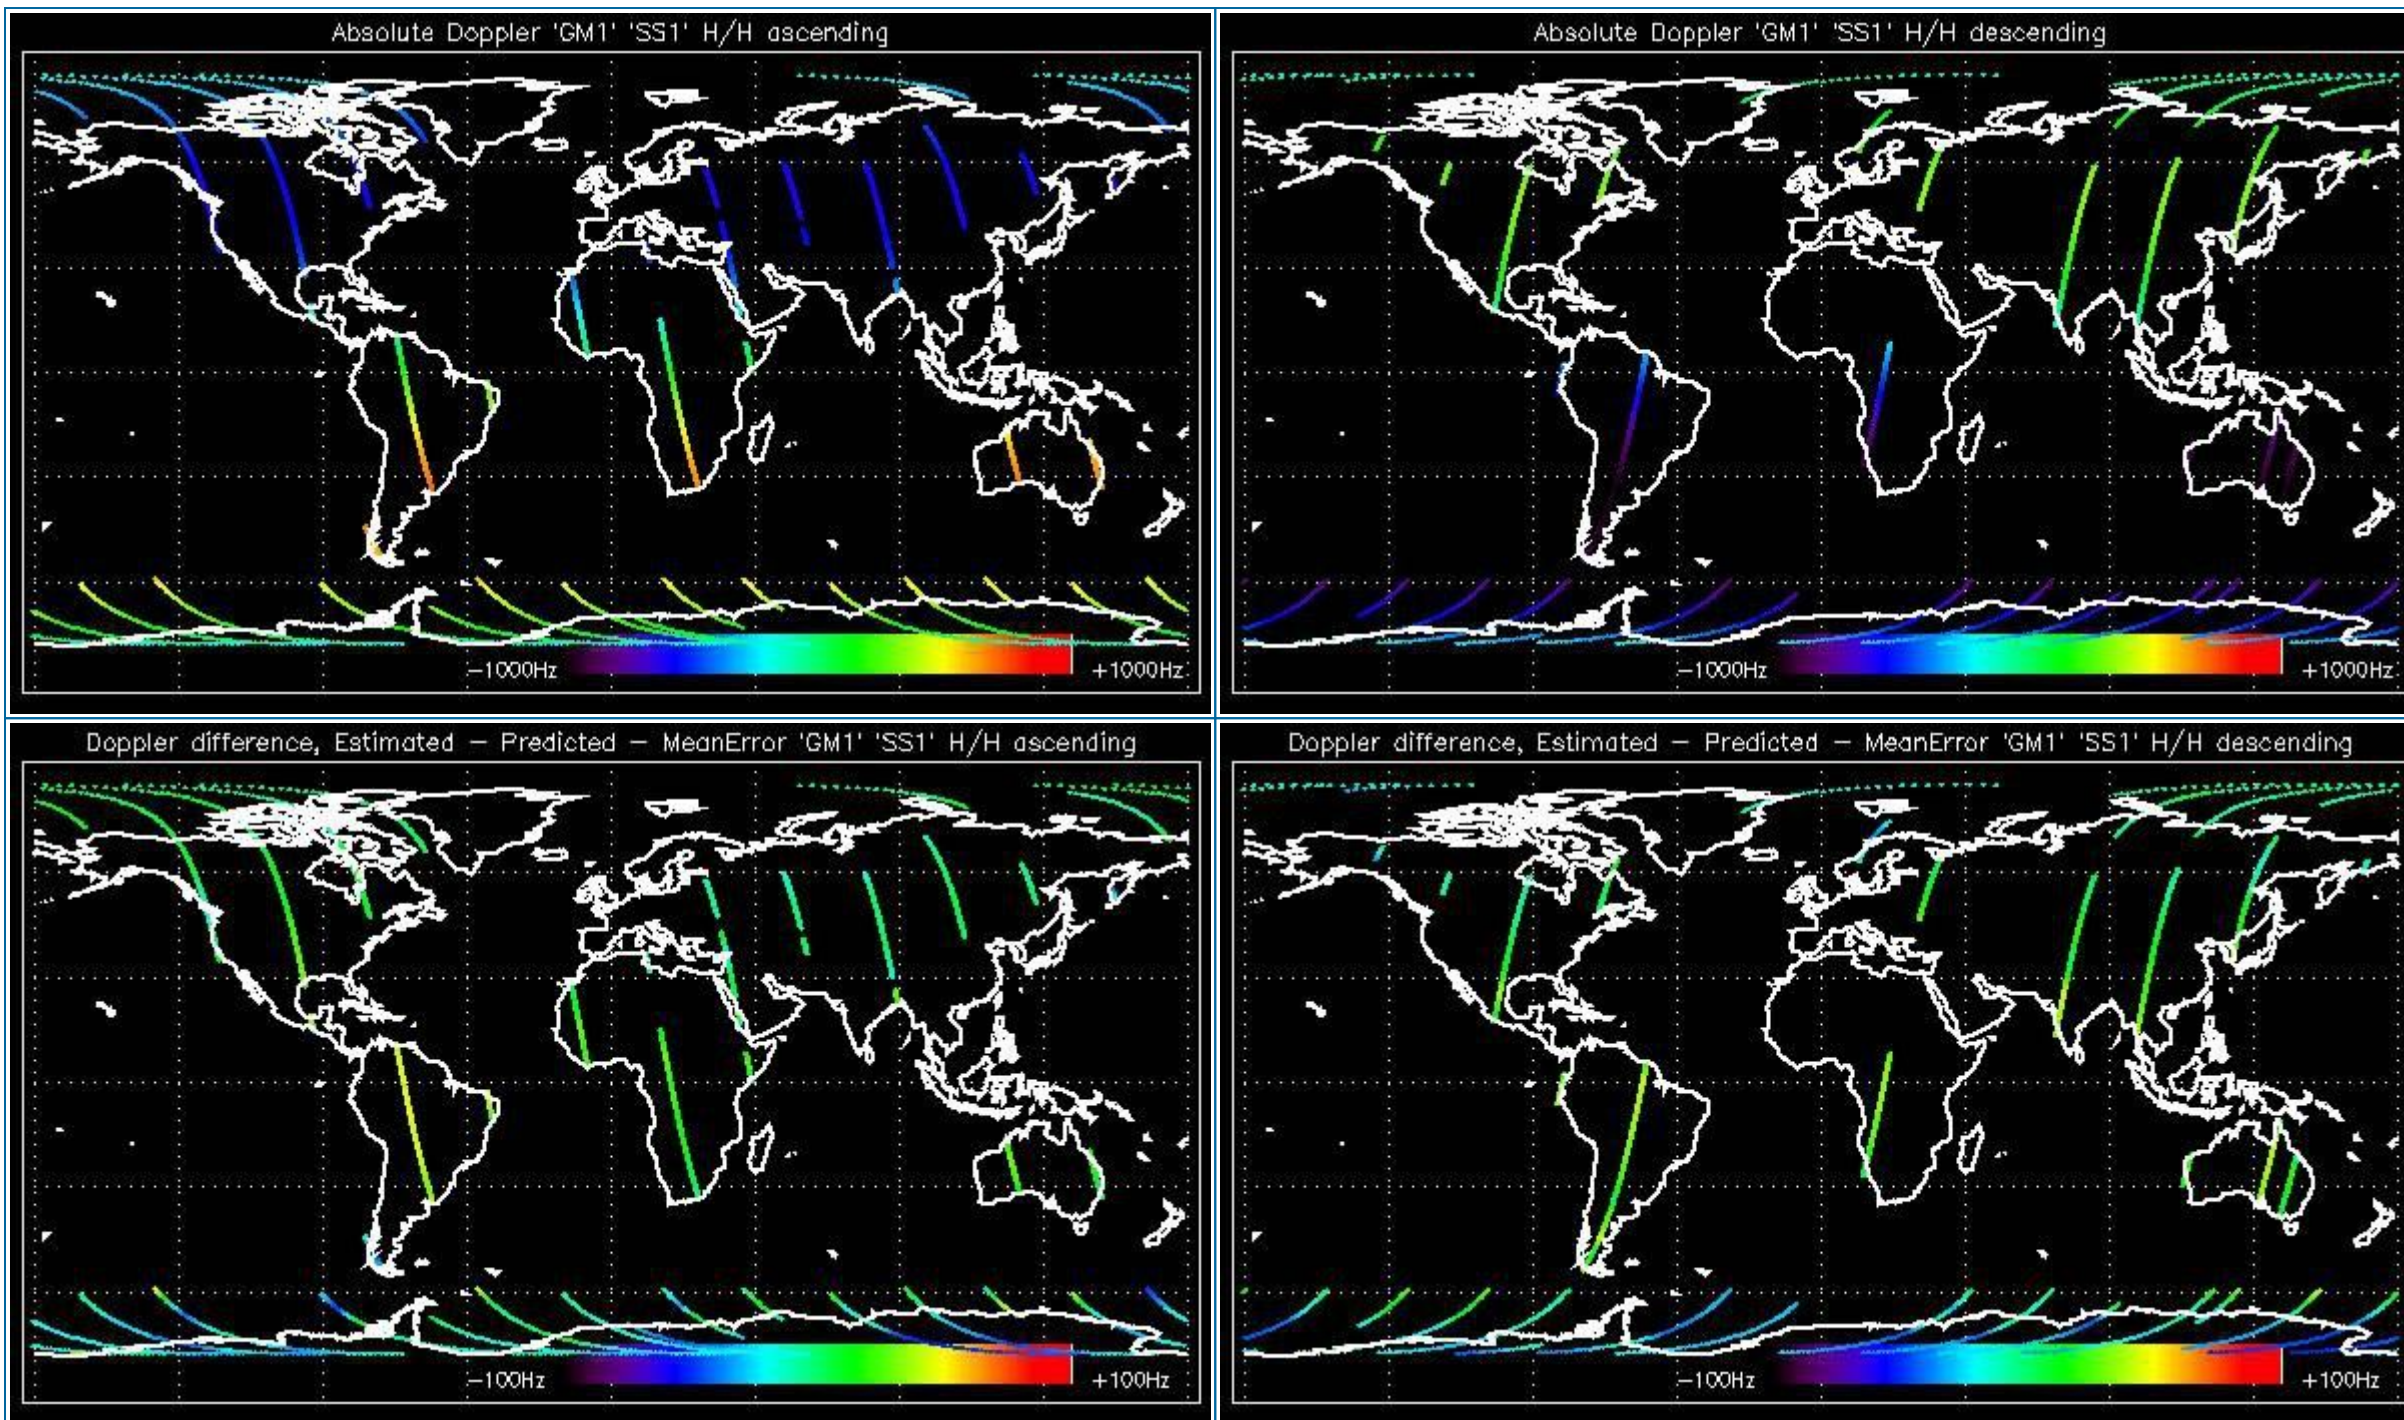 Absolute Doppler 'GM1' 'SS1' H/H ascending
−1000Hz
+1000Hz
Absolute Doppler 'GM1' 'SS1' H/H descending
−1000Hz
+1000Hz
Doppler difference, Estimated − Predicted − MeanError 'GM1' 'SS1' H/H ascending
−100Hz
+100Hz
Doppler difference, Estimated − Predicted − MeanError 'GM1' 'SS1' H/H descending
−100Hz
+100Hz